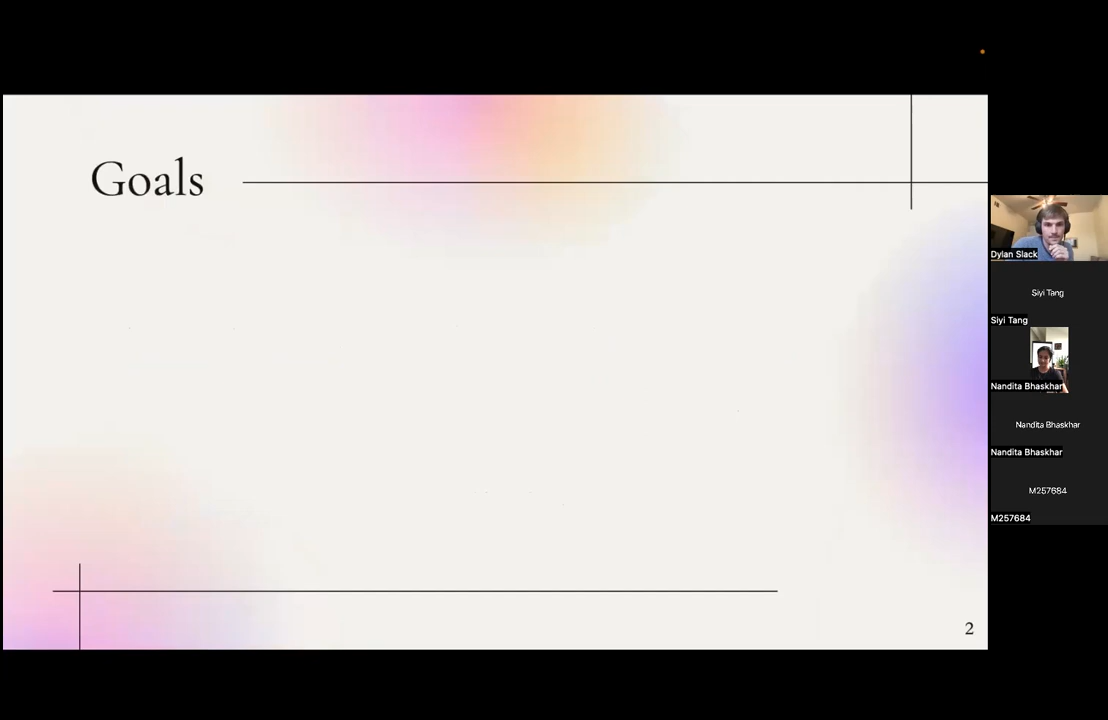 Goals
2
Dylan Slack
Siyi Tang
Siyi Tang
Nandita Bhaskhar
Nandita Bhaskhar
Nandita Bhaskhar
M257684
M257684